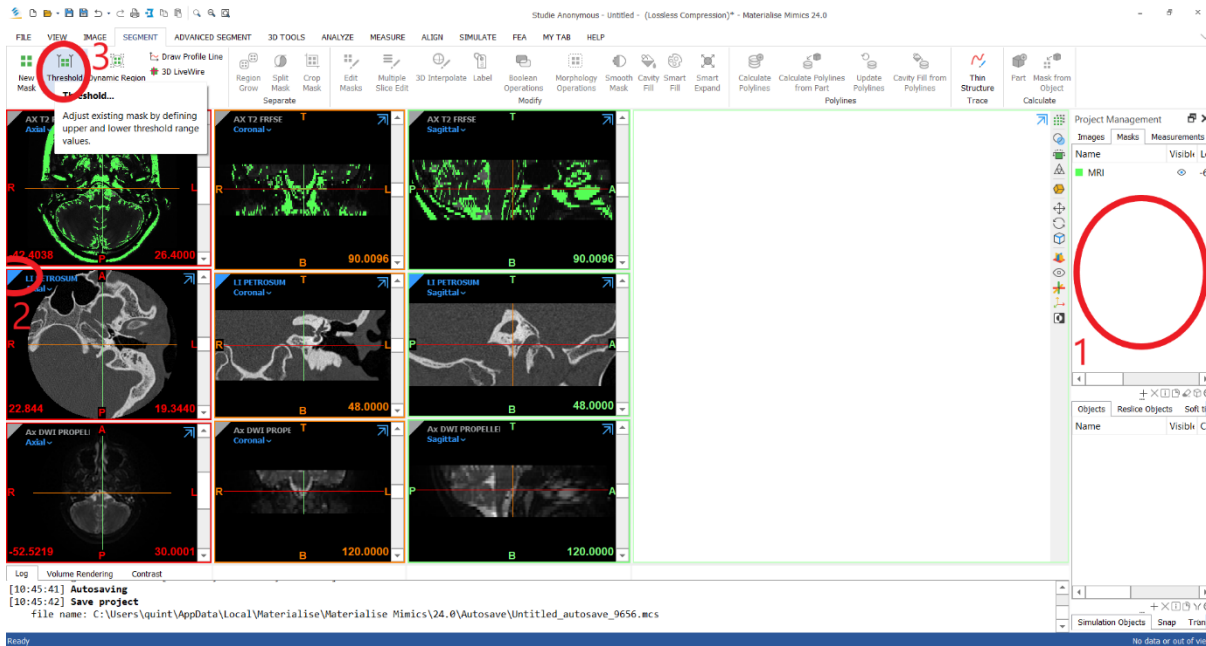 Studie Anonymous - Untitled - (Lossless Compression)* - Materialise Mimics 24.0
FILE VIEW IMAGE SEGMENT ADVANCED SEGMENT 3D TOOLS ANALYZE MEASURE ALIGN SIMULATE FEA MY TAB HELP
3
New Mask
Threshold
Dynamic Region
Draw Profile Line
3D LiveWire
Region Grow
Split Mask
Crop Mask
Edit Masks
Multiple Slice Edit
3D Interpolate
Label
Boolean Operations
Morphology Operations
Smooth Mask
Cavity Fill
Smart Fill
Smart Expand
Calculate Polylines
Calculate Polylines from Part
Update Polylines
Cavity Fill from Polylines
Thin Structure
Part
Mask from Object
Separate
Modify
Polylines
Trace
Calculate
Threshold...
Adjust existing mask by defining
upper and lower threshold range
values.
AX T2
Axial
R
L
-42.4038
P
26.4000
AX T2 FRFSE
Coronal
T
R
L
B
90.0096
AX T2 FRFSE
Sagittal
T
P
A
B
90.0096
LI PETROSUM
Axial
A
2
R
L
22.844
P
19.3440
LI PETROSUM
Coronal
T
R
L
B
48.0000
LI PETROSUM
Sagittal
T
P
A
B
48.0000
Ax DWI PROPELL
Axial
A
R
L
-52.5219
P
30.0001
Ax DWI PROPE
Coronal
T
R
L
B
120.0000
Ax DWI PROPELLE
Sagittal
T
P
A
B
120.0000
Project Management
Images Masks Measurements
Name Visible L
MRI -6
1
Objects Reslice Objects Soft ti
Name Visible C
Simulation Objects Snap Tran
Log Volume Rendering Contrast
[10:45:41] Autosaving
[10:45:42] Save project
file name: C:\Users\quint\AppData\Local\Materialise\Materialise Mimics\24.0\Autosave\Untitled_autosave_9656.mcs
Ready
No data or out of vie